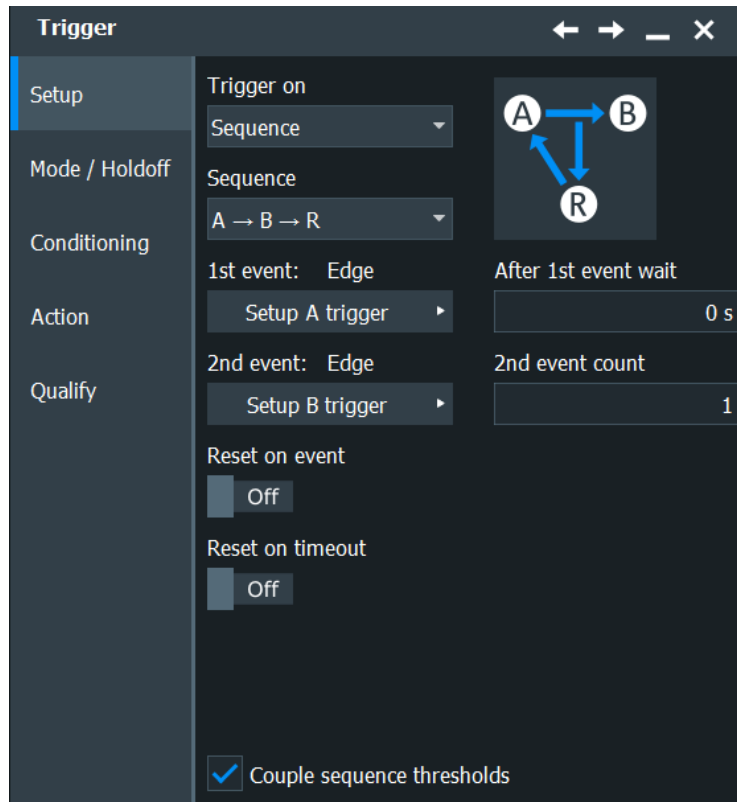 Trigger
Setup
Mode / Holdoff
Conditioning
Action
Qualify
Trigger on
Sequence
A B
R
Sequence
A → B → R
1st event: Edge
After 1st event wait
Setup A trigger
0 s
2nd event: Edge
2nd event count
Setup B trigger
1
Reset on event
Off
Reset on timeout
Off
Couple sequence thresholds